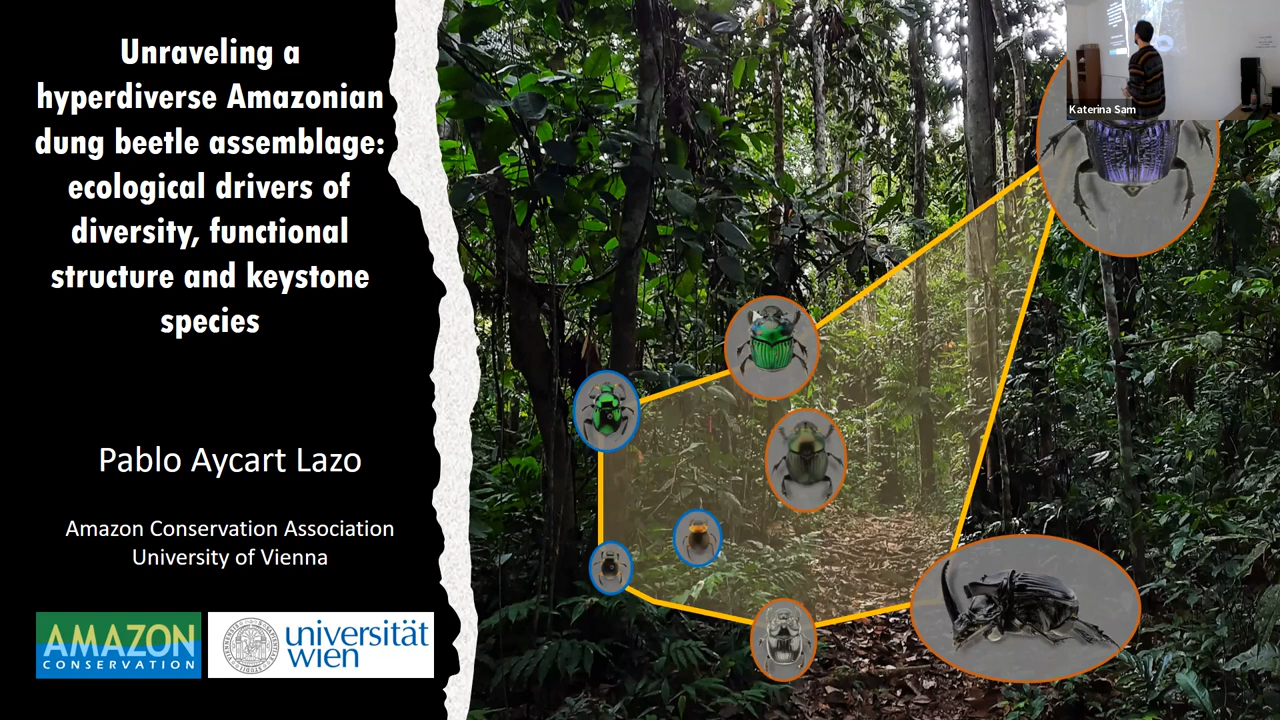 Unraveling a
hyperdiverse Amazonian
dung beetle assemblage:
ecological drivers of
diversity, functional
structure and keystone
species
Pablo Aycart Lazo
Amazon Conservation Association
University of Vienna
AMAZON
CONSERVATION
universität
wien
Katerina Sam